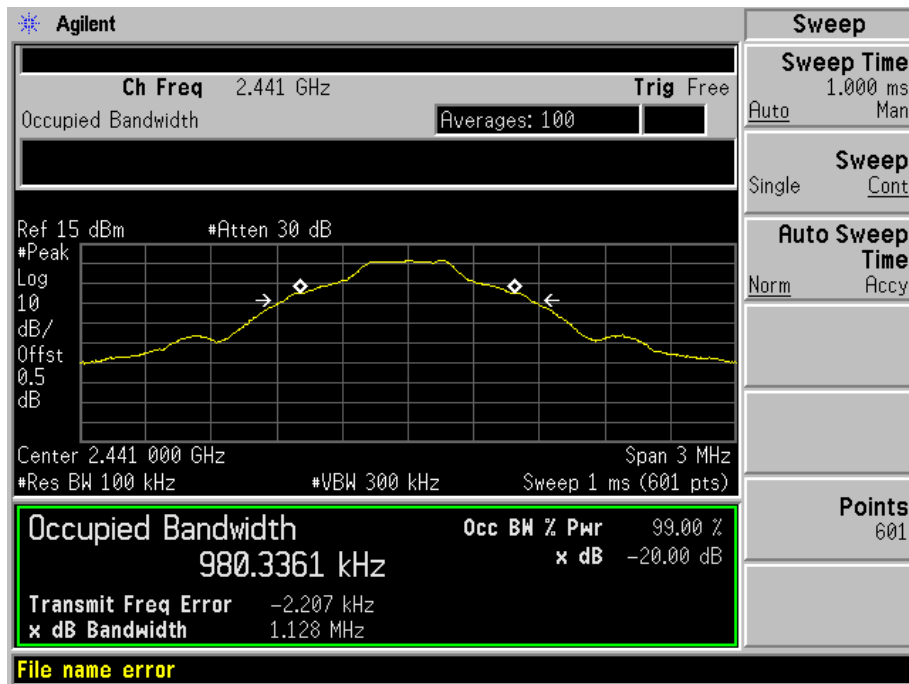 Agilent
Sweep
Ch Freq 2.441 GHz Trig Free
Occupied Bandwidth Averages: 100
Ref 15 dBm #Atten 30 dB
#Peak
Log
10
dB/
Offst
0.5
dB
Center 2.441 000 GHz Span 3 MHz
#Res BW 100 kHz #VBW 300 kHz Sweep 1 ms (601 pts)
Occupied Bandwidth Occ BW % Pwr 99.00 %
980.3361 kHz x dB -20.00 dB
Transmit Freq Error -2.207 kHz
x dB Bandwidth 1.128 MHz
File name error
Sweep Time
1.000 ms
Auto Man
Sweep
Single Cont
Auto Sweep
Time
Norm Accy
Points
601